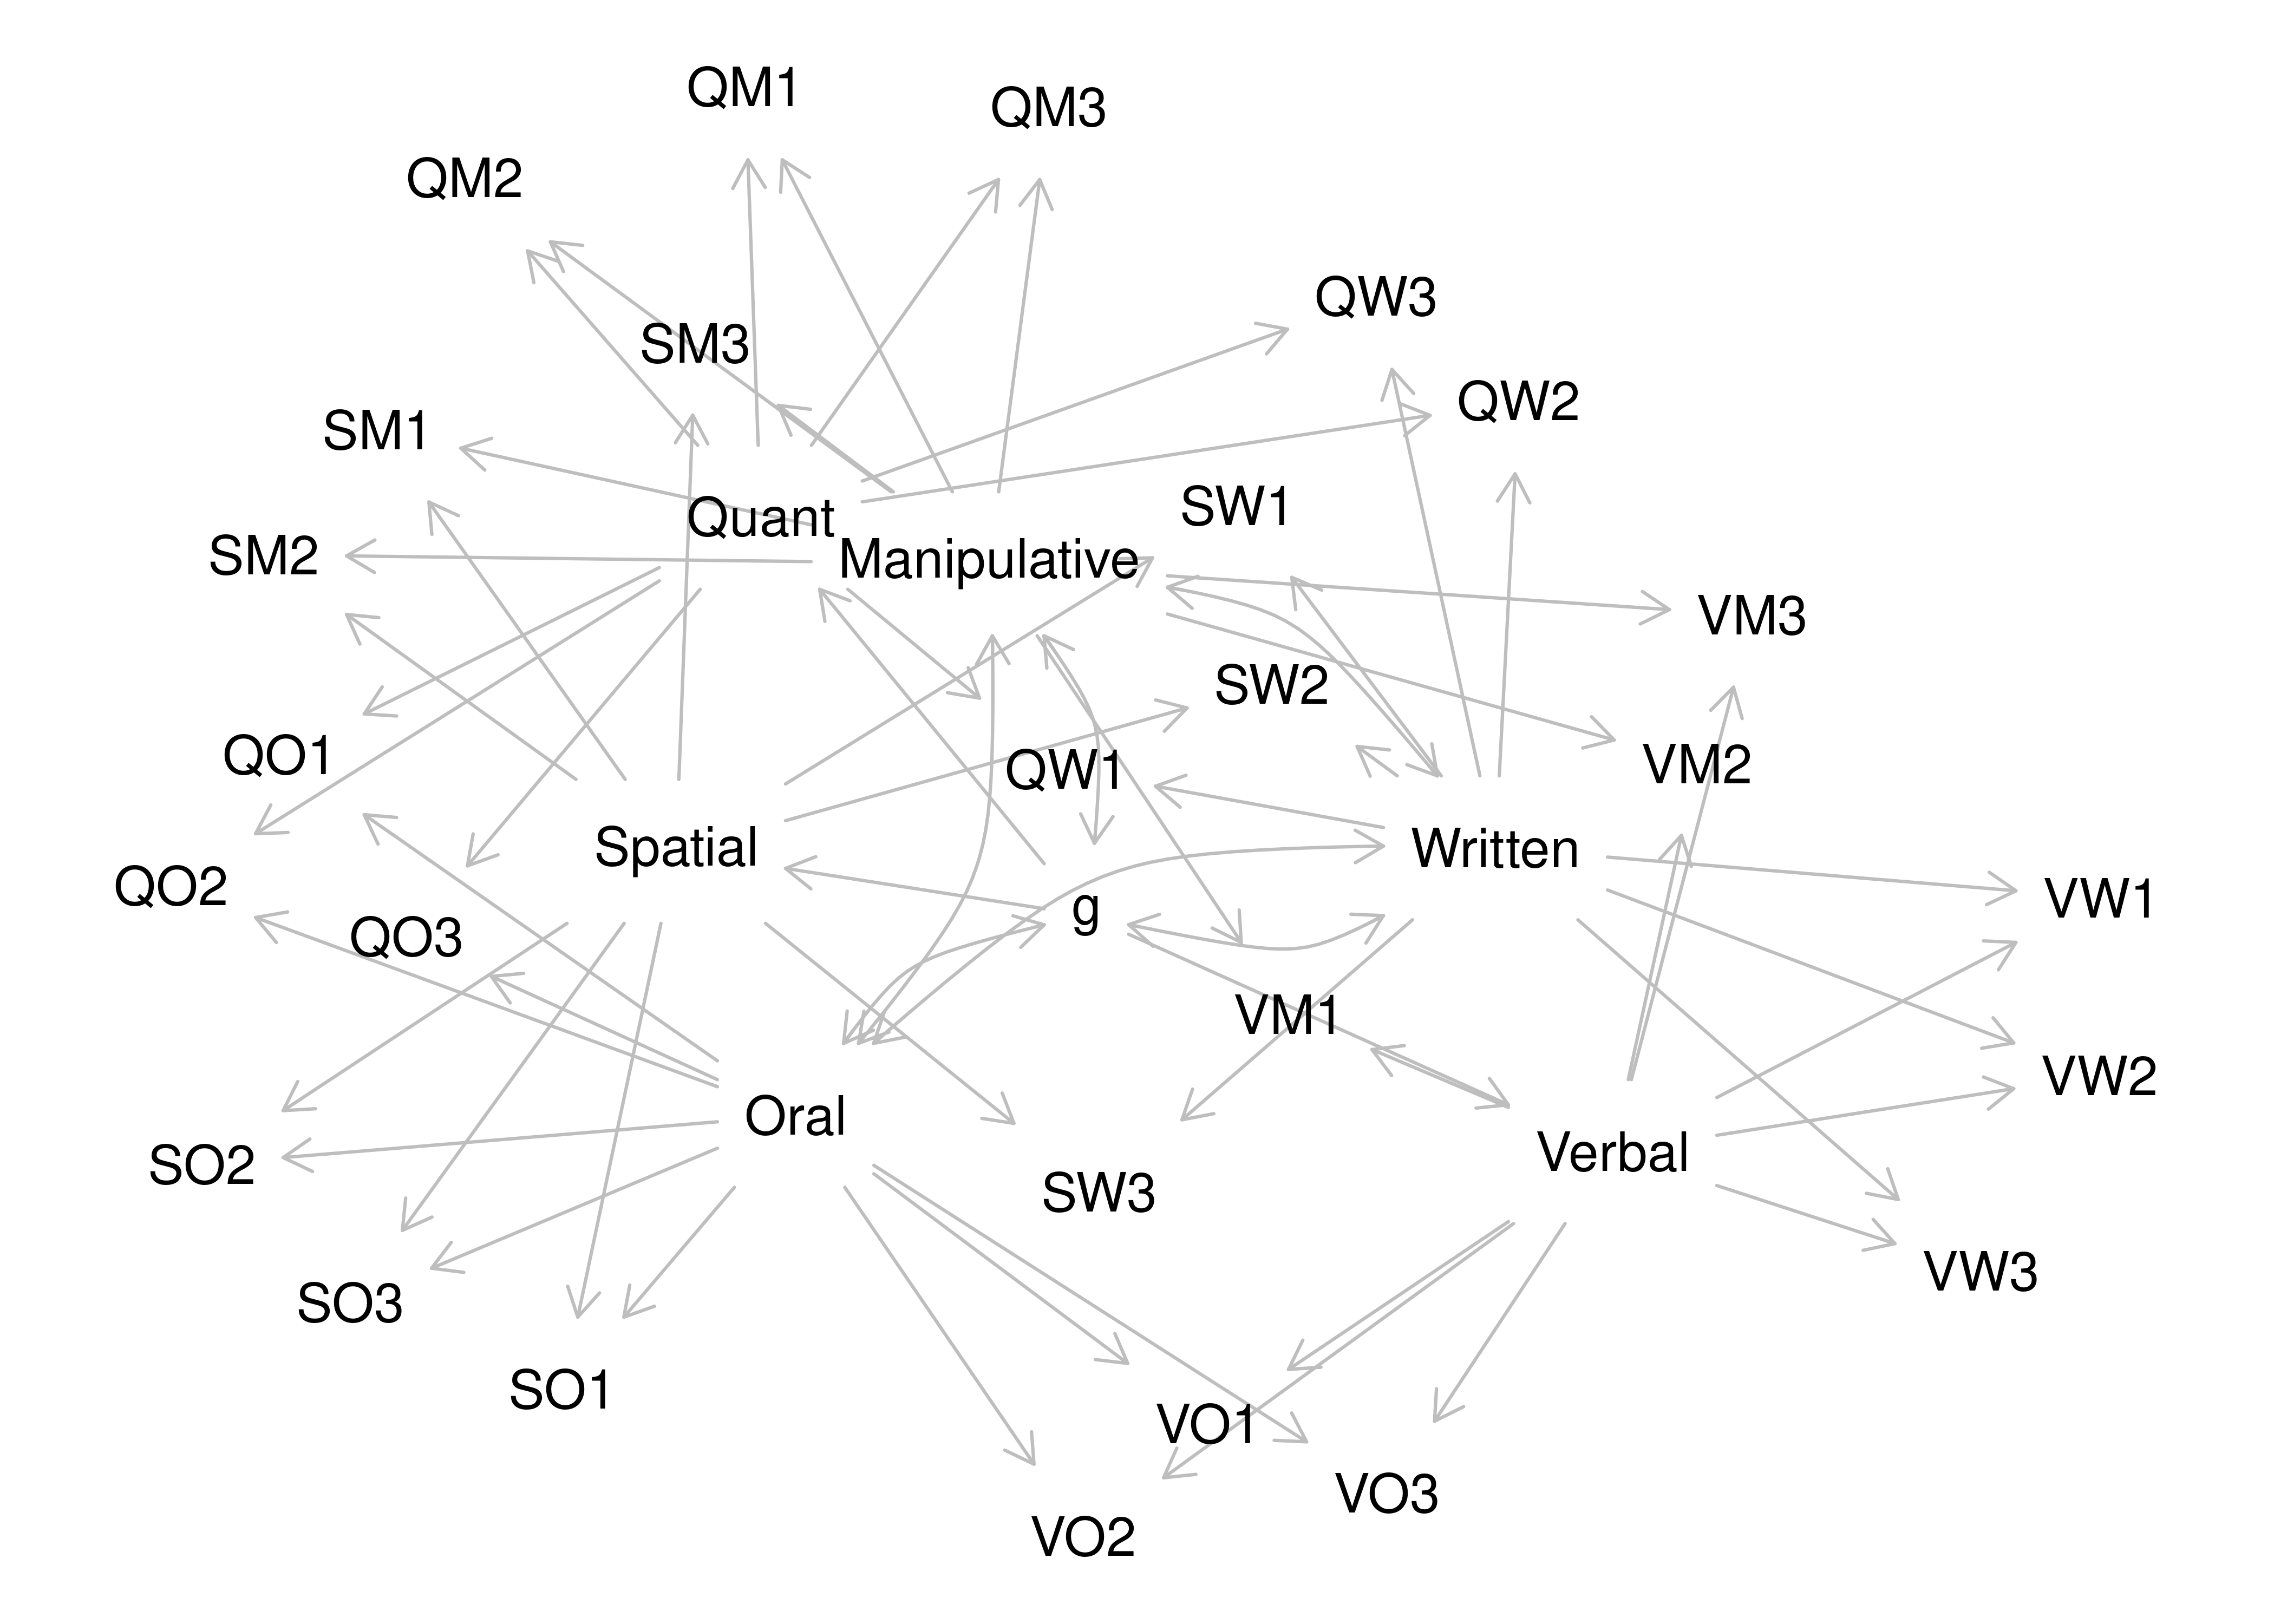 QM1
QM3
QM2
QW3
SM3
QW2
SM1
SW1
Quant
SM2
Manipulative
VM3
SW2
QO1
QW1
VM2
Spatial
Written
QO2
VW1
g
QO3
VM1
VW2
Oral
Verbal
SO2
SW3
VW3
SO3
SO1
VO1
VO3
VO2